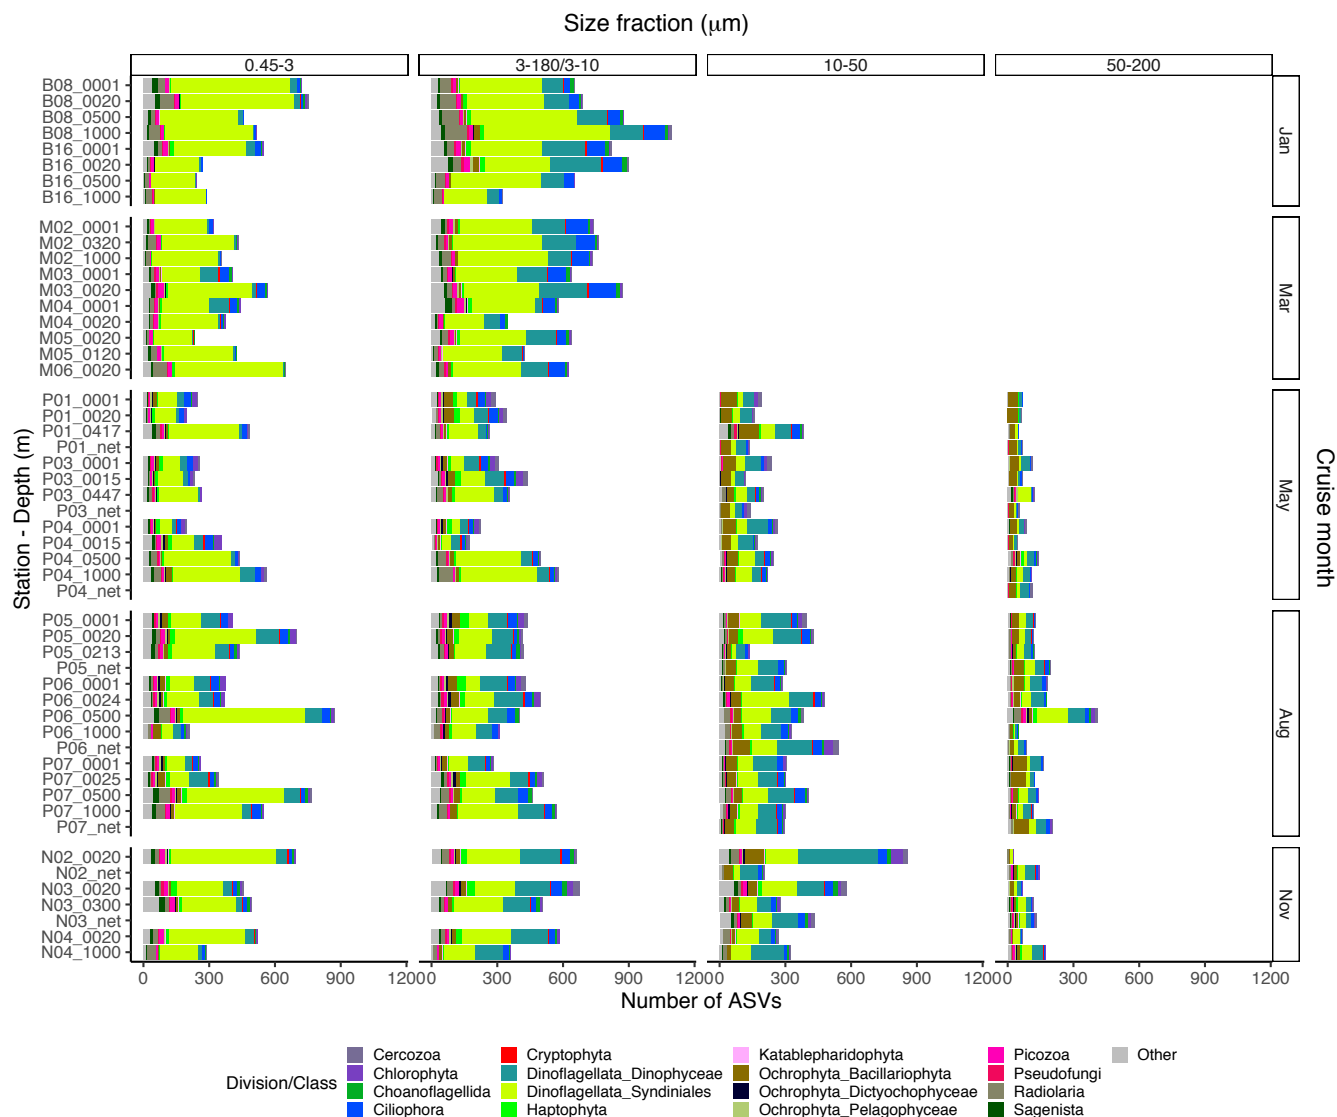 Size fraction (μm)
0.45-3 3-180/3-10 10-50 50-200
B08_0001
B08_0020
B08_0500
B08_1000
B16_0001
B16_0020
B16_0500
B16_1000
Jan
M02_0001
M02_0320
M02_1000
M03_0001
M03_0020
M04_0001
M04_0020
M05_0020
M05_0120
M06_0020
Mar
P01_0001
P01_0020
P01_0417
P01_net
P03_0001
P03_0015
P03_0447
P03_net
P04_0001
P04_0015
P04_0500
P04_1000
P04_net
May
P05_0001
P05_0020
P05_0213
P05_net
P06_0001
P06_0024
P06_0500
P06_1000
P06_net
P07_0001
P07_0025
P07_0500
P07_1000
P07_net
Aug
N02_0020
N02_net
N03_0020
N03_0300
N03_net
N04_0020
N04_1000
Nov
Station - Depth (m)
Cruise month
0 300 600 900 1200 0 300 600 900 1200 0 300 600 900 1200 0 300 600 900 1200
Number of ASVs
Division/Class
Cercozoa Cryptophyta Katablepharidophyta Picozoa Other
Chlorophyta Dinoflagellata_Dinophyceae Ochrophyta_Bacillariophyta Pseudofungi
Choanoflagellida Dinoflagellata_Syndiniales Ochrophyta_Dictyochophyceae Radiolaria
Ciliophora Haptophyta Ochrophyta_Pelagophyceae Sagenista